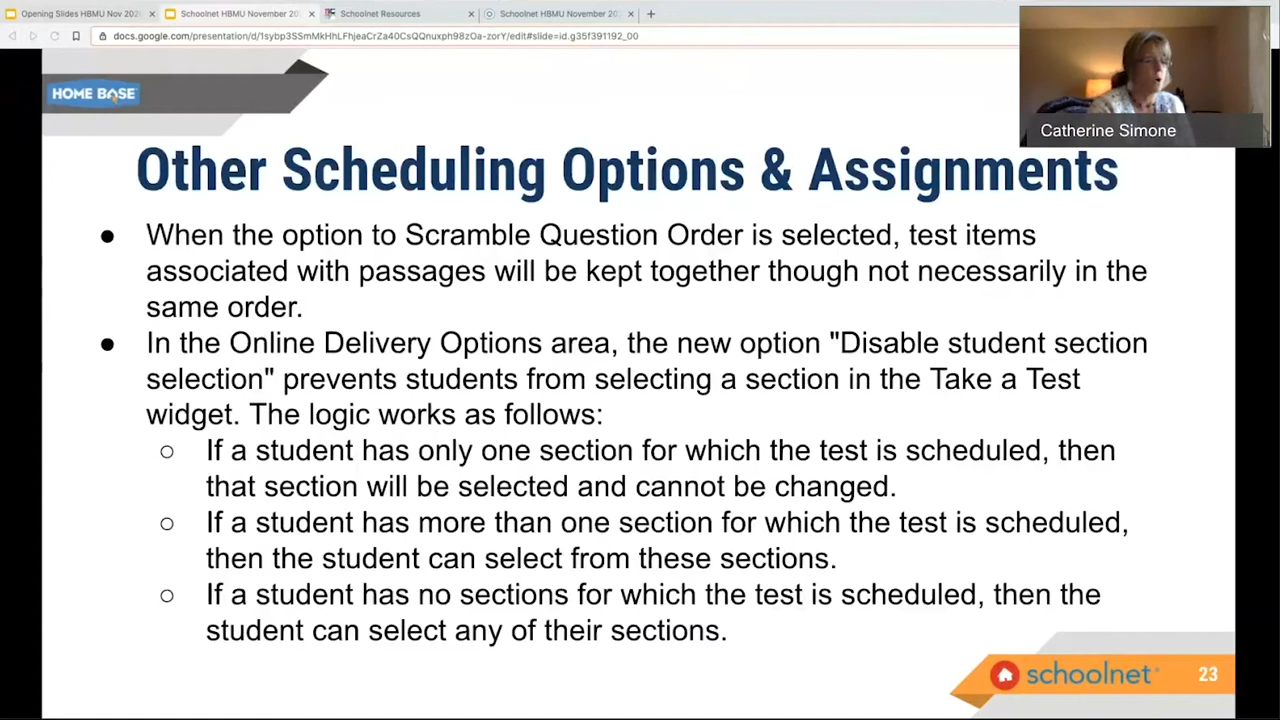 Opening Slides HBMU Nov 202
Schoolnet HBMU November 202
Schoolnet Resources
Schoolnet HBMU November 202
docs.google.com/presentation/d/1sybp3SSmMkHhLFhjeaCrZa40CsQQnuxph98zOa-zorY/edit#slide=id.g35f391192_00
HOME BASE
Catherine Simone
Other Scheduling Options & Assignments
● When the option to Scramble Question Order is selected, test items
associated with passages will be kept together though not necessarily in the
same order.
● In the Online Delivery Options area, the new option "Disable student section
selection" prevents students from selecting a section in the Take a Test
widget. The logic works as follows:
○ If a student has only one section for which the test is scheduled, then
that section will be selected and cannot be changed.
○ If a student has more than one section for which the test is scheduled,
then the student can select from these sections.
○ If a student has no sections for which the test is scheduled, then the
student can select any of their sections.
schoolnet
23